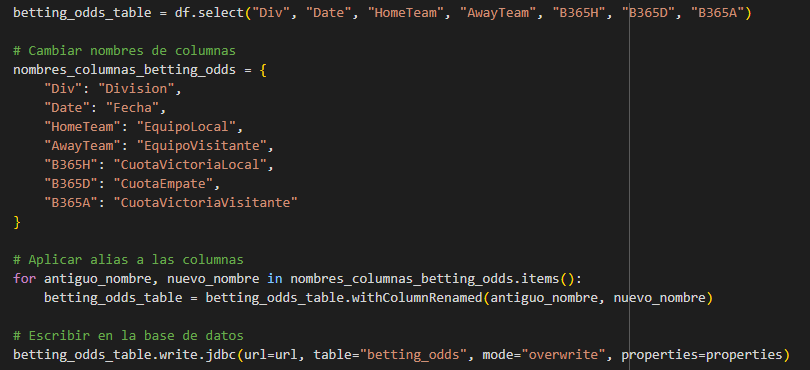 betting_odds_table = df.select("Div", "Date", "HomeTeam", "AwayTeam", "B365H", "B365D", "B365A")
# Cambiar nombres de columnas
nombres_columnas_betting_odds = {
    "Div": "Division",
    "Date": "Fecha",
    "HomeTeam": "EquipoLocal",
    "AwayTeam": "EquipoVisitante",
    "B365H": "CuotaVictoriaLocal",
    "B365D": "CuotaEmpate",
    "B365A": "CuotaVictoriaVisitante"
}
# Aplicar alias a las columnas
for antiguo_nombre, nuevo_nombre in nombres_columnas_betting_odds.items():
    betting_odds_table = betting_odds_table.withColumnRenamed(antiguo_nombre, nuevo_nombre)
# Escribir en la base de datos
betting_odds_table.write.jdbc(url=url, table="betting_odds", mode="overwrite", properties=properties)